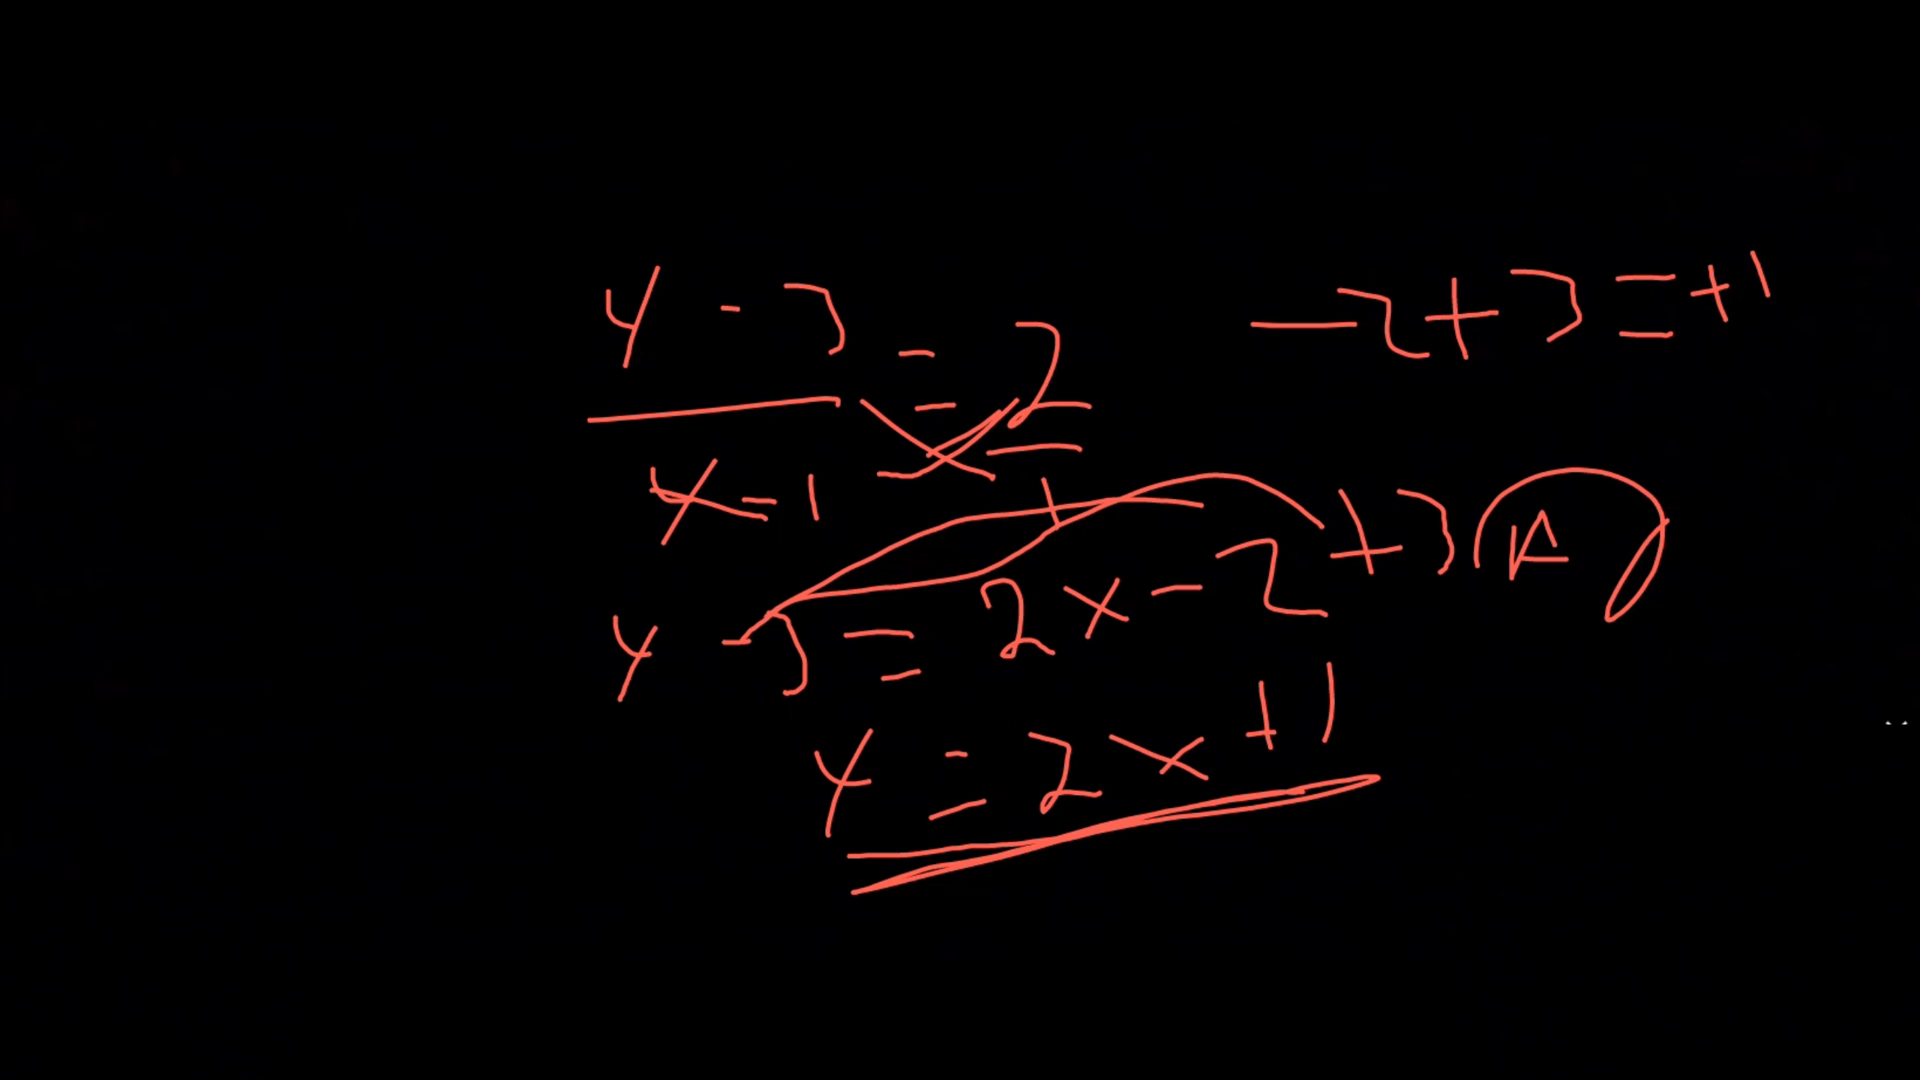 y - 3 = 2
x - 1
-2 + 3 = +1
y - 3 = 2x - 2 + 3
y = 2x + 1